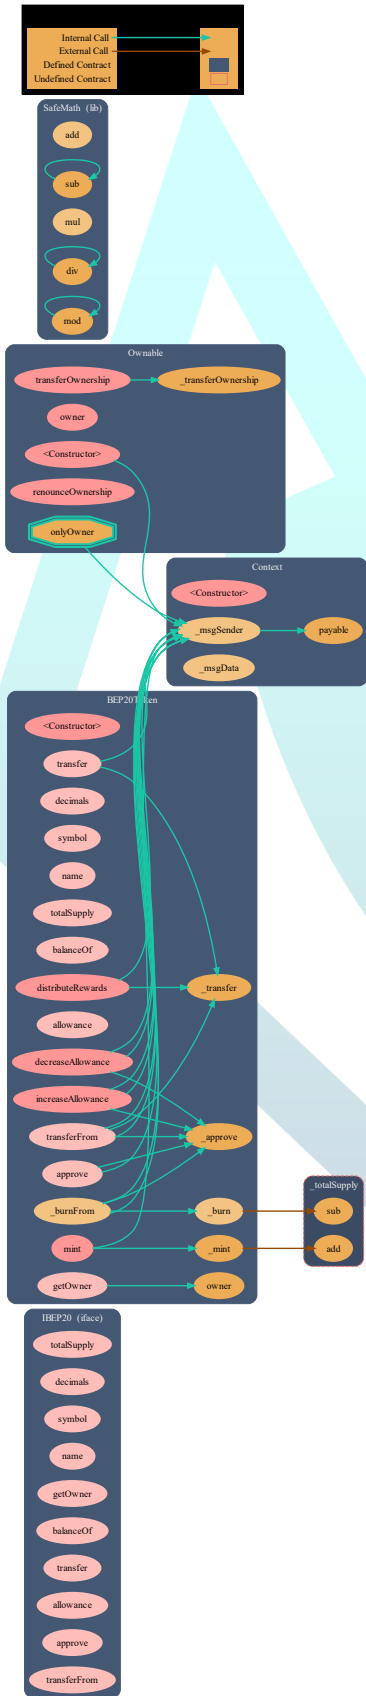 Internal Call
External Call
Defined Contract
Undefined Contract
SafeMath (lib)
add
sub
mul
div
mod
Ownable
transferOwnership
_transferOwnership
owner
<Constructor>
renounceOwnership
onlyOwner
Context
<Constructor>
_msgSender
payable
_msgData
BEP20Token
<Constructor>
transfer
decimals
symbol
name
totalSupply
balanceOf
distributeRewards
_transfer
allowance
decreaseAllowance
increaseAllowance
transferFrom
_approve
approve
_totalSupply
_burnFrom
_burn
sub
mint
_mint
add
getOwner
owner
IBEP20 (iface)
totalSupply
decimals
symbol
name
getOwner
balanceOf
transfer
allowance
approve
transferFrom